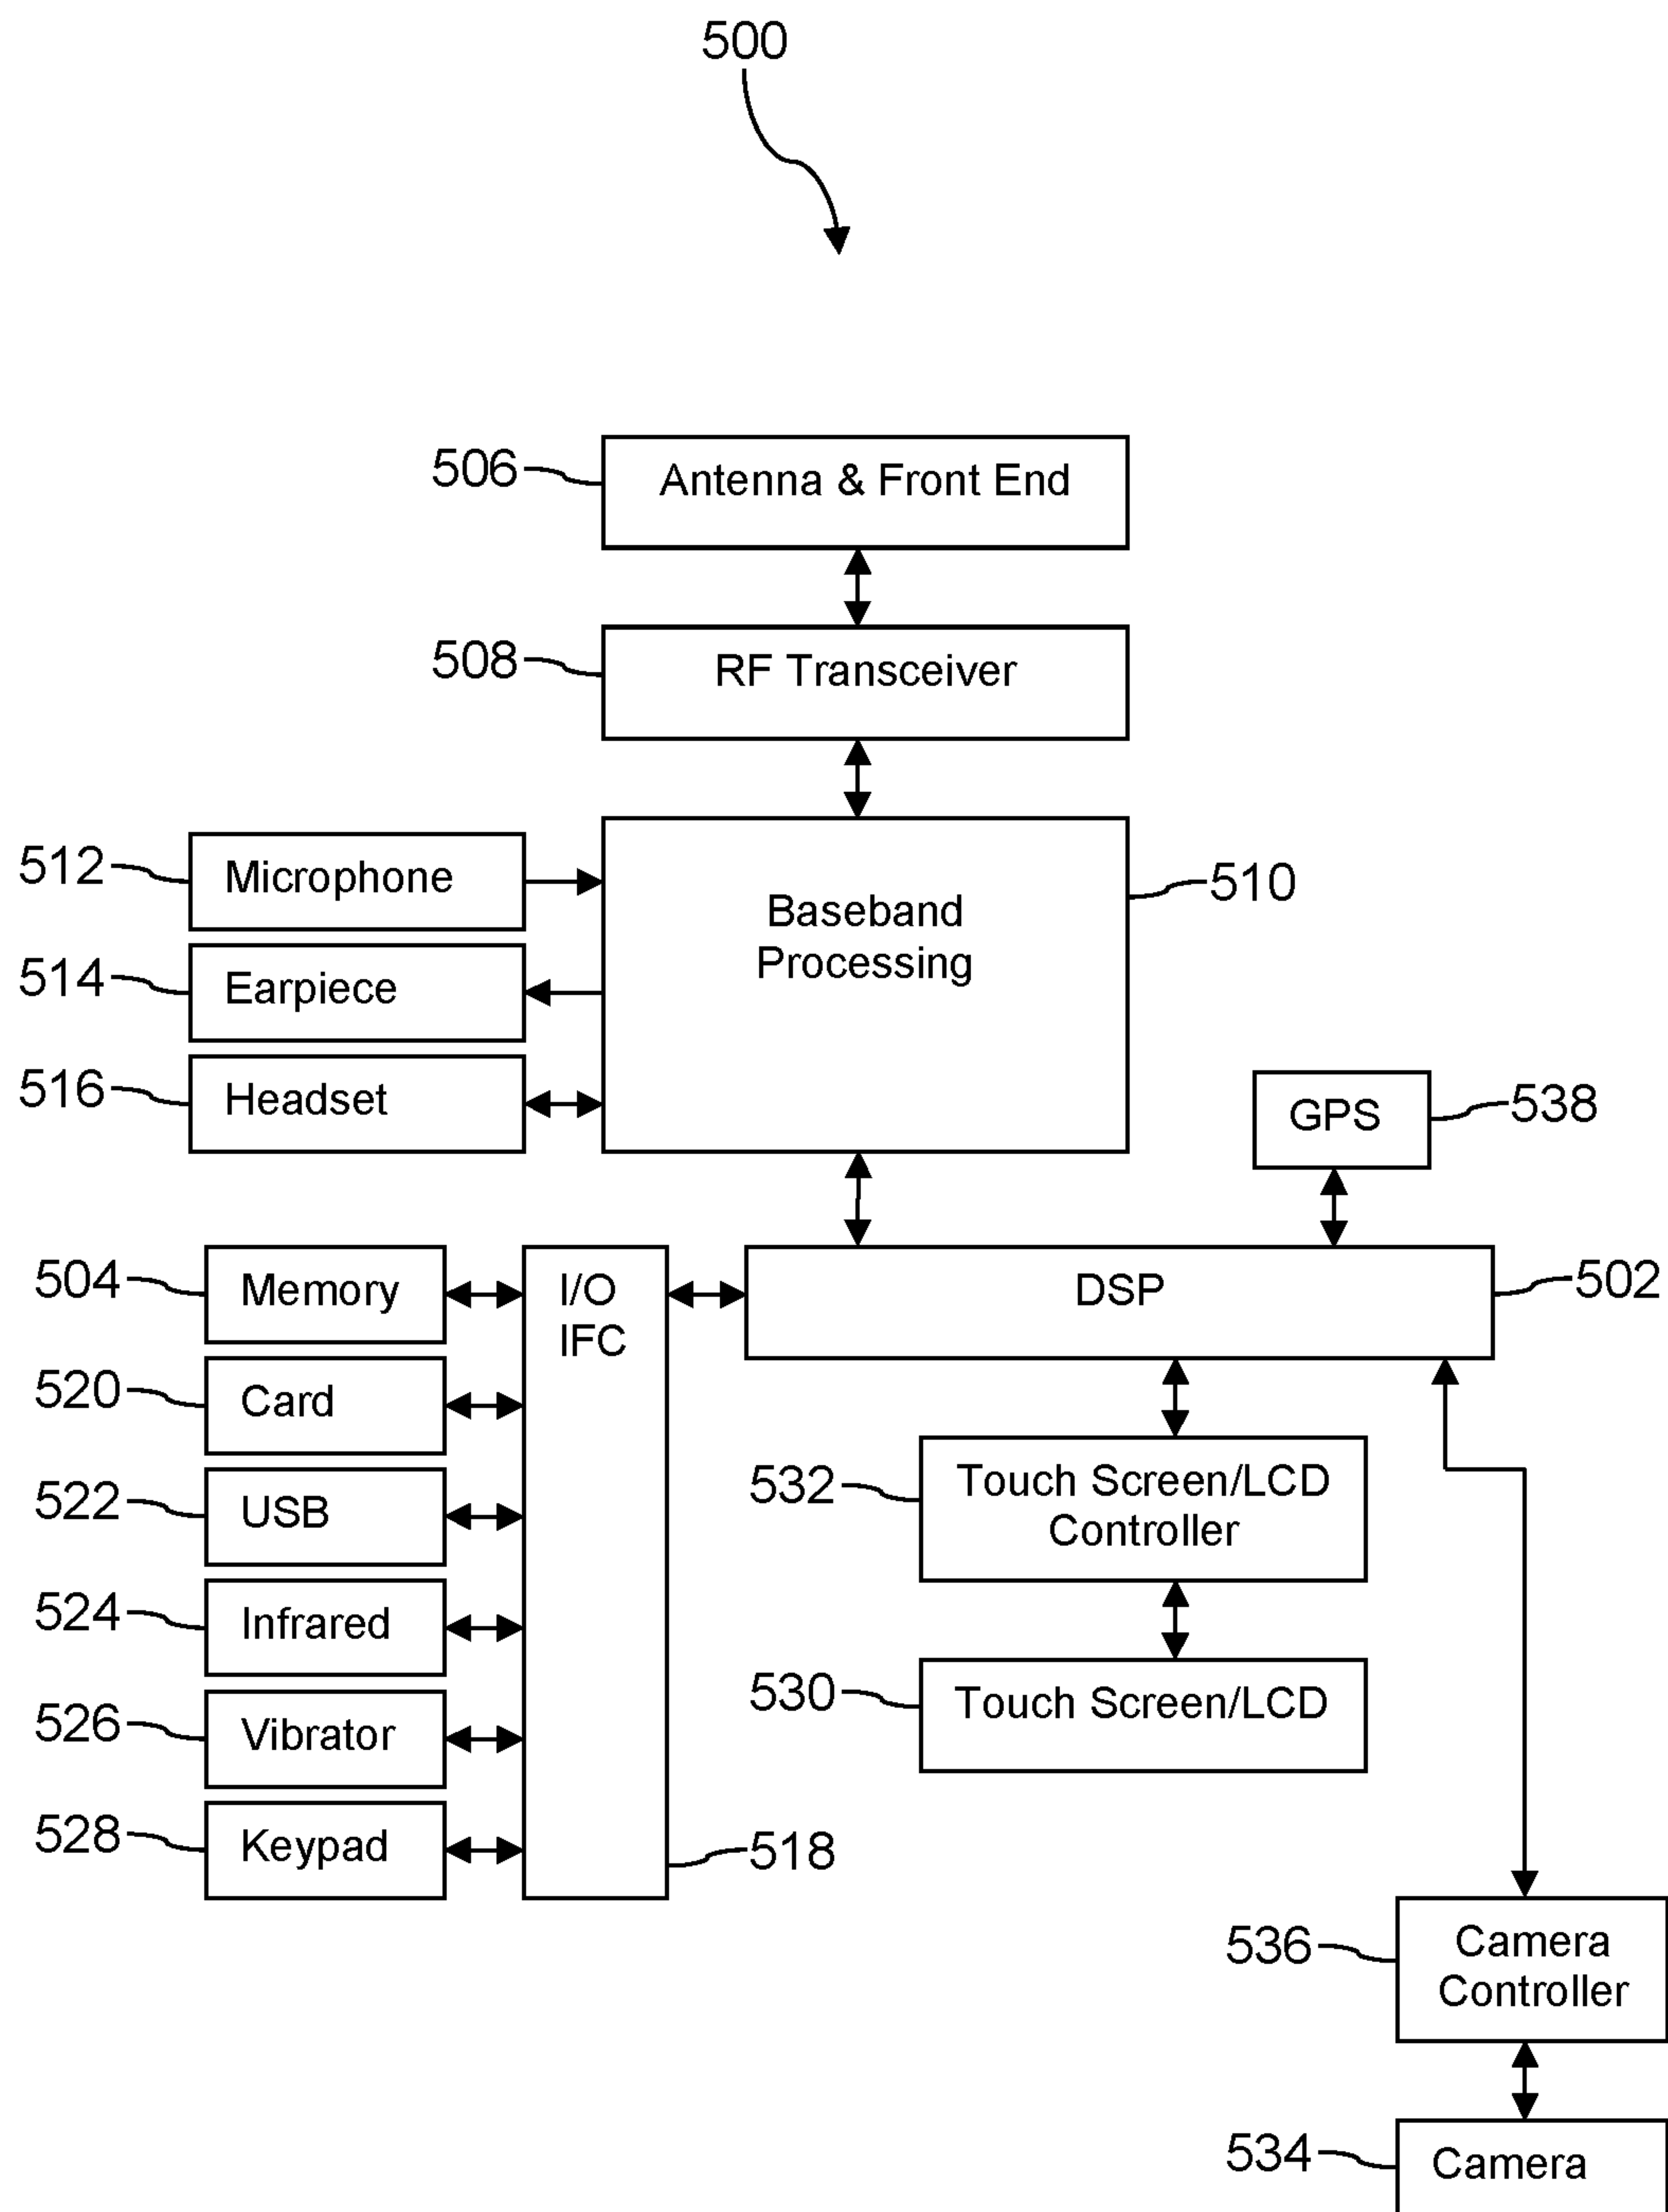 500
506
Antenna & Front End
508
RF Transceiver
512
Microphone
510
Baseband
Processing
514
Earpiece
516
Headset
GPS
538
504
Memory
I/O
IFC
DSP
502
520
Card
522
USB
532
Touch Screen/LCD
Controller
524
Infrared
530
Touch Screen/LCD
526
Vibrator
528
Keypad
518
536
Camera
Controller
534
Camera